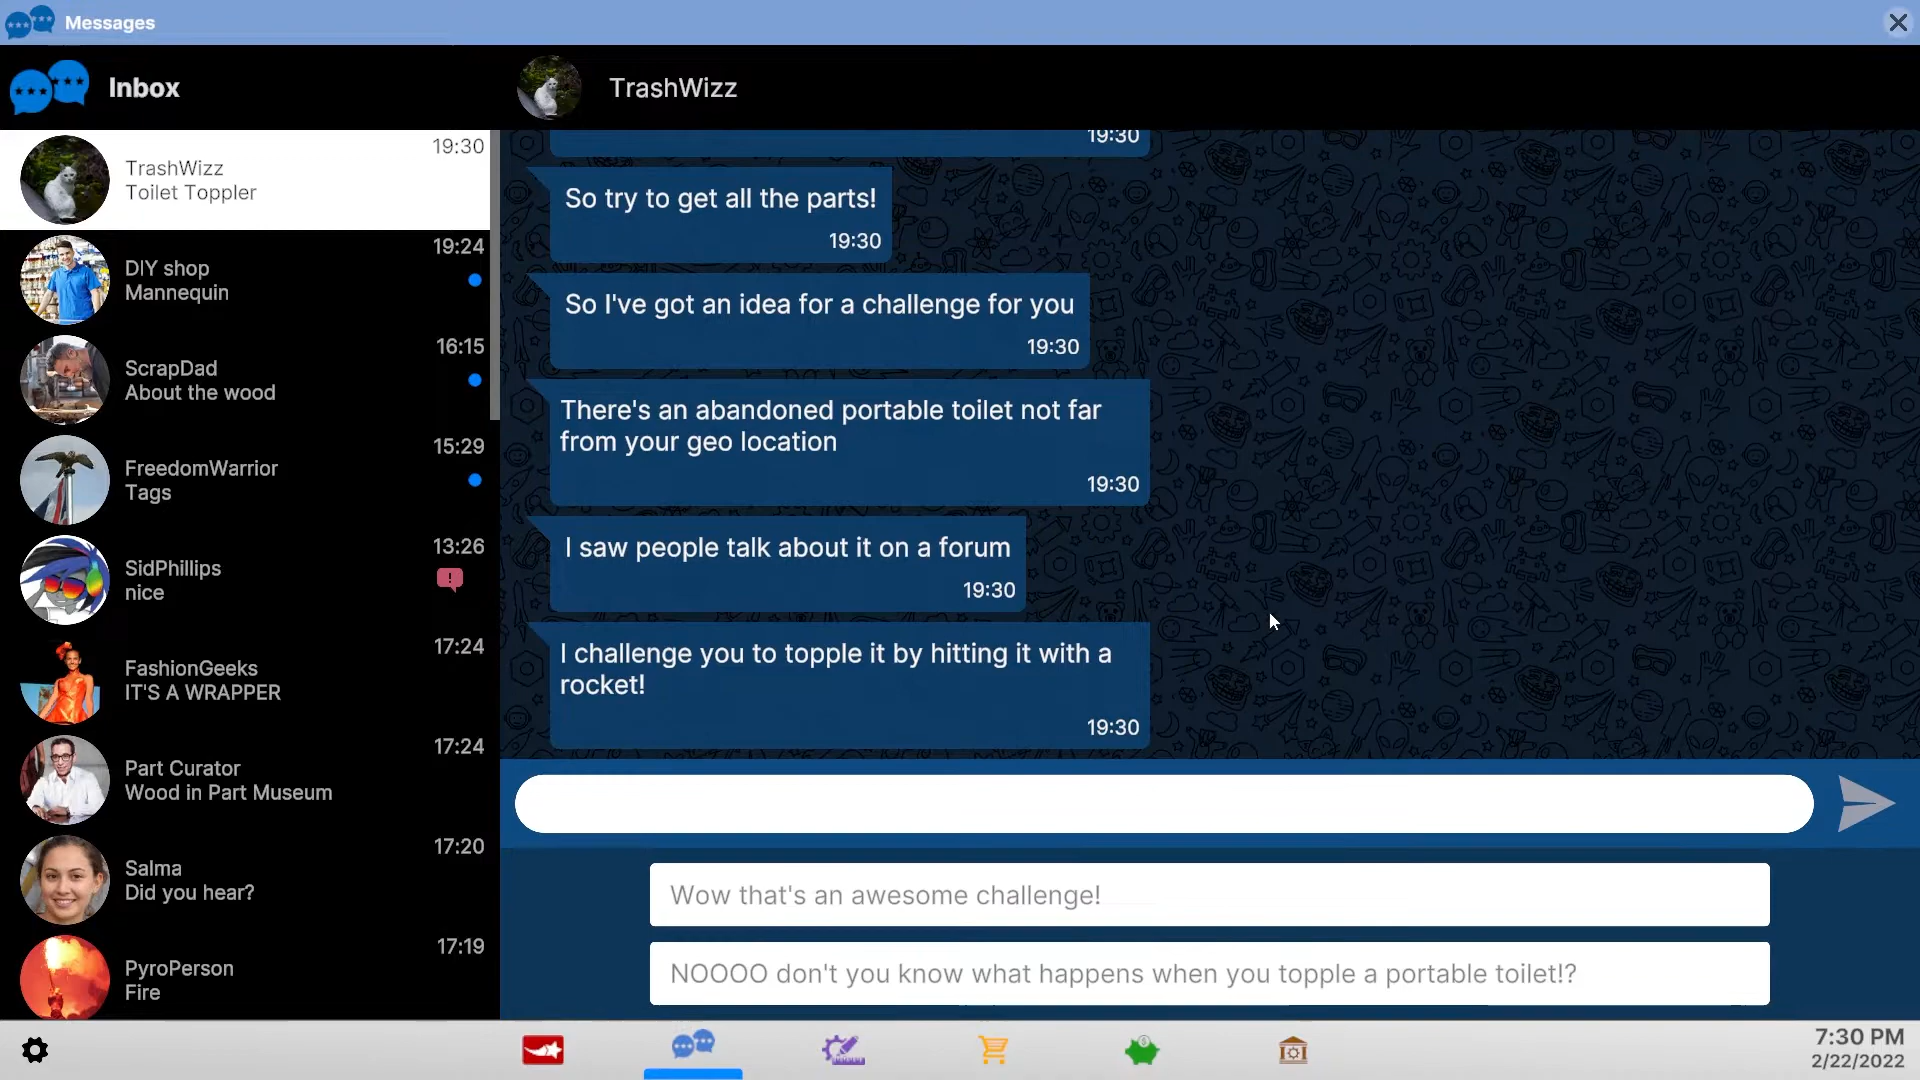 Messages
Inbox
TrashWizz
19:30
TrashWizz
Toilet Toppler
19:24
DIY shop
Mannequin
16:15
ScrapDad
About the wood
15:29
FreedomWarrior
Tags
13:26
SidPhillips
nice
17:24
FashionGeeks
IT'S A WRAPPER
17:24
Part Curator
Wood in Part Museum
17:20
Salma
Did you hear?
17:19
PyroPerson
Fire
19:30
So try to get all the parts!
19:30
So I've got an idea for a challenge for you
19:30
There's an abandoned portable toilet not far
from your geo location
19:30
I saw people talk about it on a forum
19:30
I challenge you to topple it by hitting it with a
rocket!
19:30
Wow that's an awesome challenge!
NOOOO don't you know what happens when you topple a portable toilet!?
7:30 PM
2/22/2022